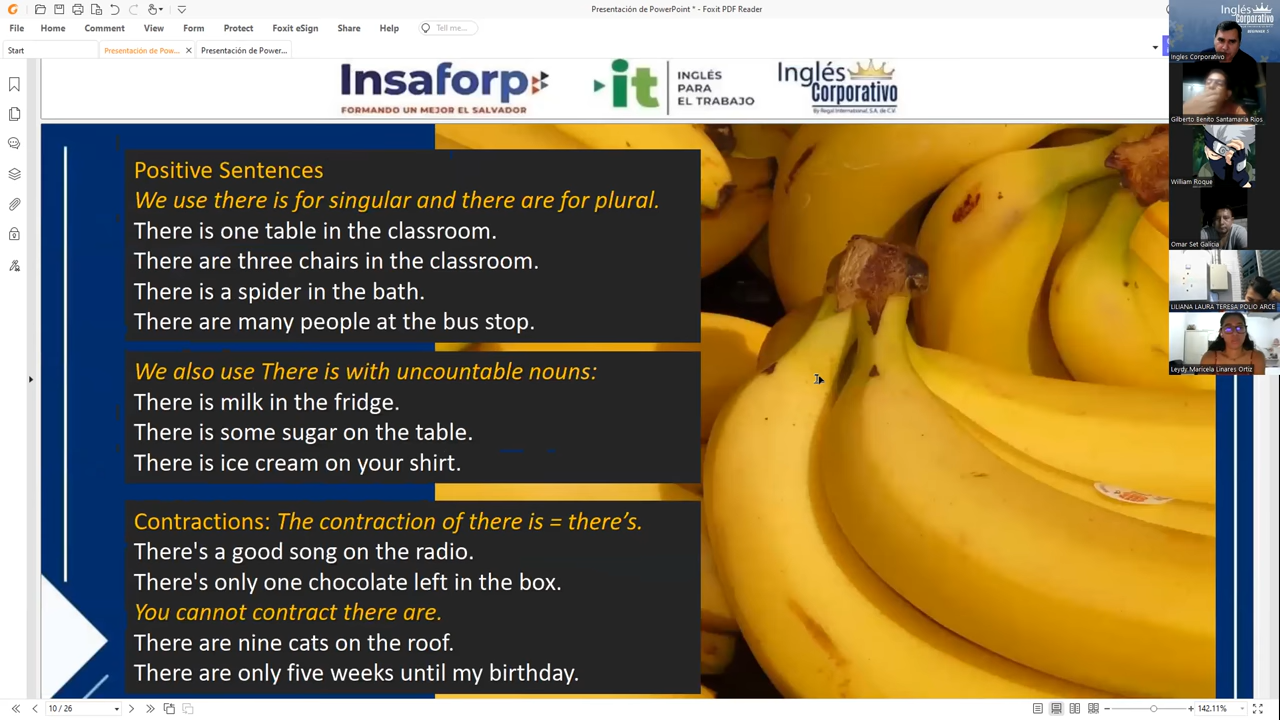 Presentación de PowerPoint * - Foxit PDF Reader
File Home Comment View Form Protect Foxit eSign Share Help Tell me...
Start Presentación de Pow... Presentación de Power...
Insaforp
FORMANDO UN MEJOR EL SALVADOR
it
INGLÉS
PARA
EL TRABAJO
Inglés
Corporativo
By Regal International, S.A. de C.V.
Positive Sentences
We use there is for singular and there are for plural.
There is one table in the classroom.
There are three chairs in the classroom.
There is a spider in the bath.
There are many people at the bus stop.
We also use There is with uncountable nouns:
There is milk in the fridge.
There is some sugar on the table.
There is ice cream on your shirt.
Contractions: The contraction of there is = there's.
There's a good song on the radio.
There's only one chocolate left in the box.
You cannot contract there are.
There are nine cats on the roof.
There are only five weeks until my birthday.
Inglés
Corporativo
Ingles Corporativo
Gilberto Benito Santamaria Rios
William Roque
Omar Set Galicia
LILIANA LAURA TERESA POLIO ARCE
Leydy Maricela Linares Ortiz
10 / 26
142.11%